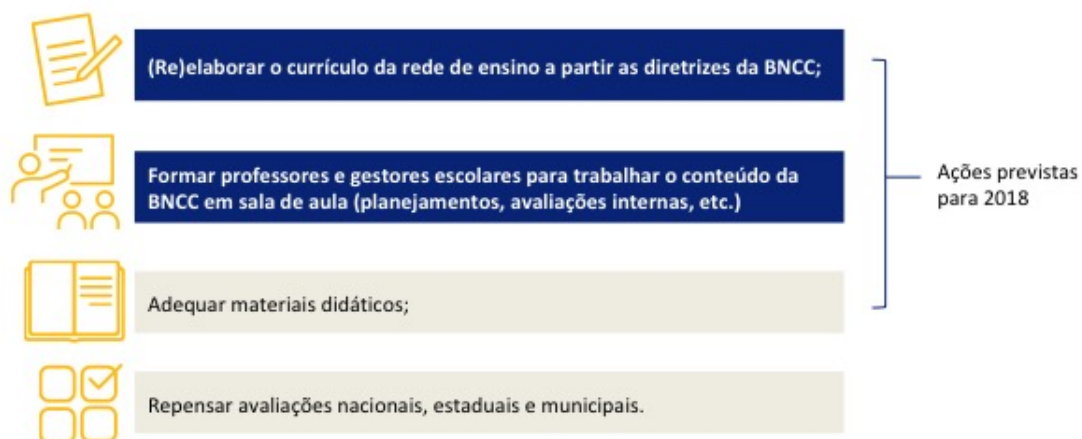 (Re)elaborar o currículo da rede de ensino a partir as diretrizes da BNCC;
Formar professores e gestores escolares para trabalhar o conteúdo da
BNCC em sala de aula (planejamentos, avaliações internas, etc.)
Ações previstas
para 2018
Adequar materiais didáticos;
Repensar avaliações nacionais, estaduais e municipais.